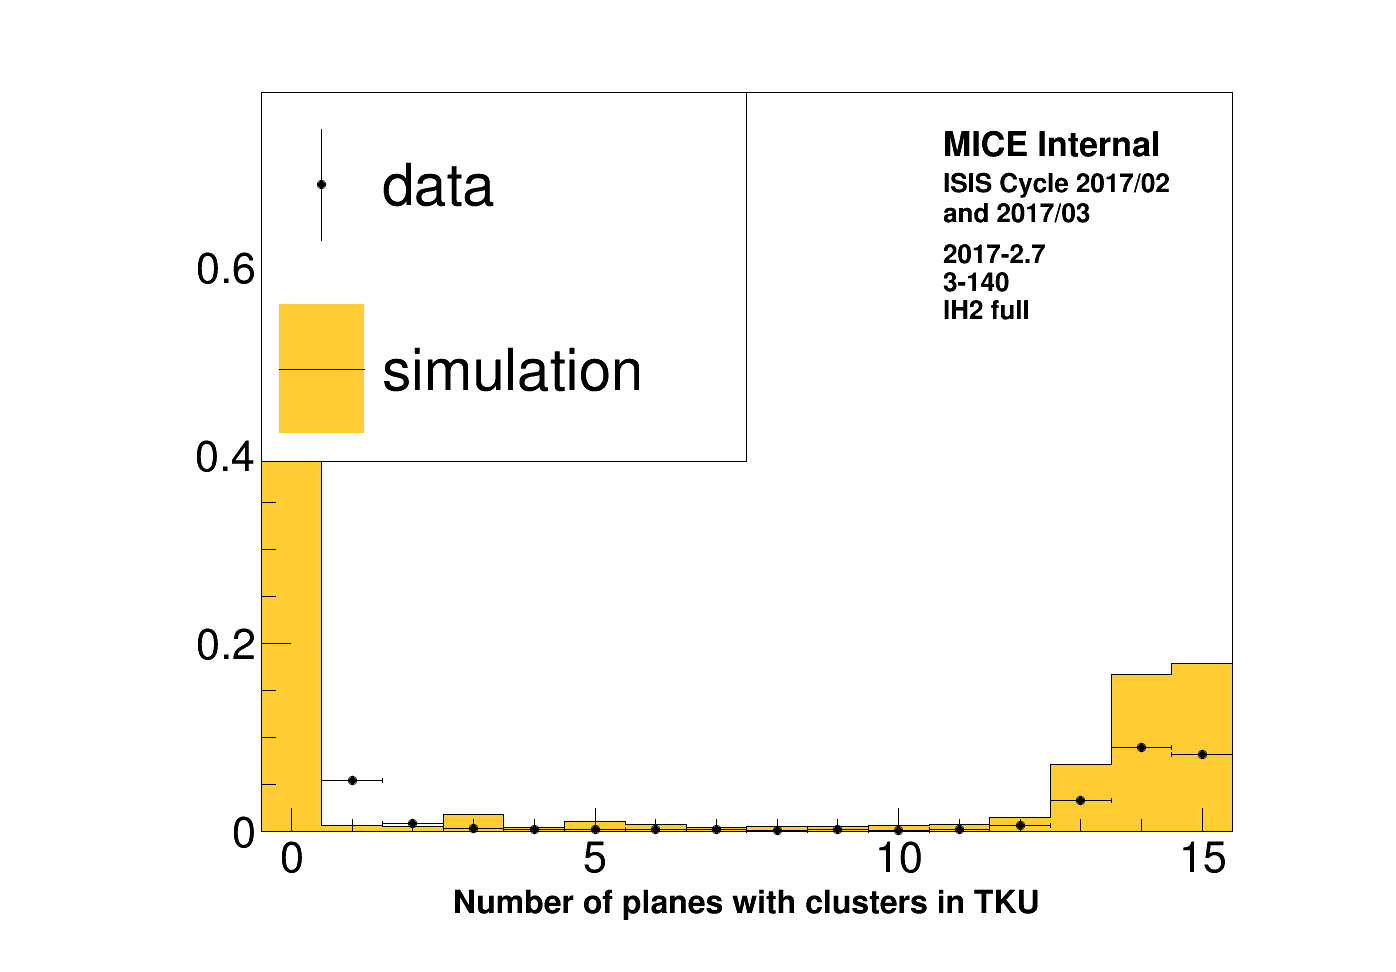 data
simulation
MICE Internal
ISIS Cycle 2017/02
and 2017/03
2017-2.7
3-140
lH2 full
0.6
0.4
0.2
0
0 5 10 15
Number of planes with clusters in TKU